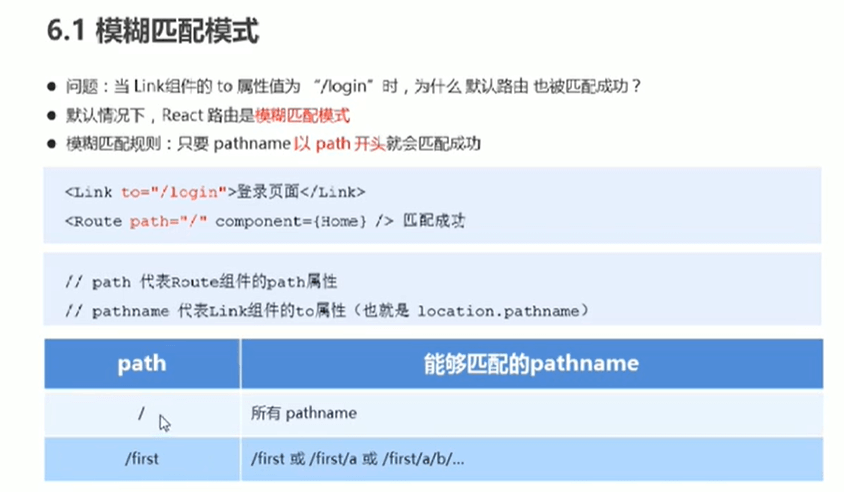 6.1 模糊匹配模式
● 问题：当 Link组件的 to 属性值为 “/login”时，为什么 默认路由 也被匹配成功？
● 默认情况下，React 路由是模糊匹配模式
● 模糊匹配规则：只要 pathname 以 path 开头就会匹配成功
<Link to="/login">登录页面</Link>
<Route path="/" component={Home} /> 匹配成功
// path 代表Route组件的path属性
// pathname 代表Link组件的to属性（也就是 location.pathname）
path 能够匹配的pathname
/ 所有 pathname
/first /first 或 /first/a 或 /first/a/b/...